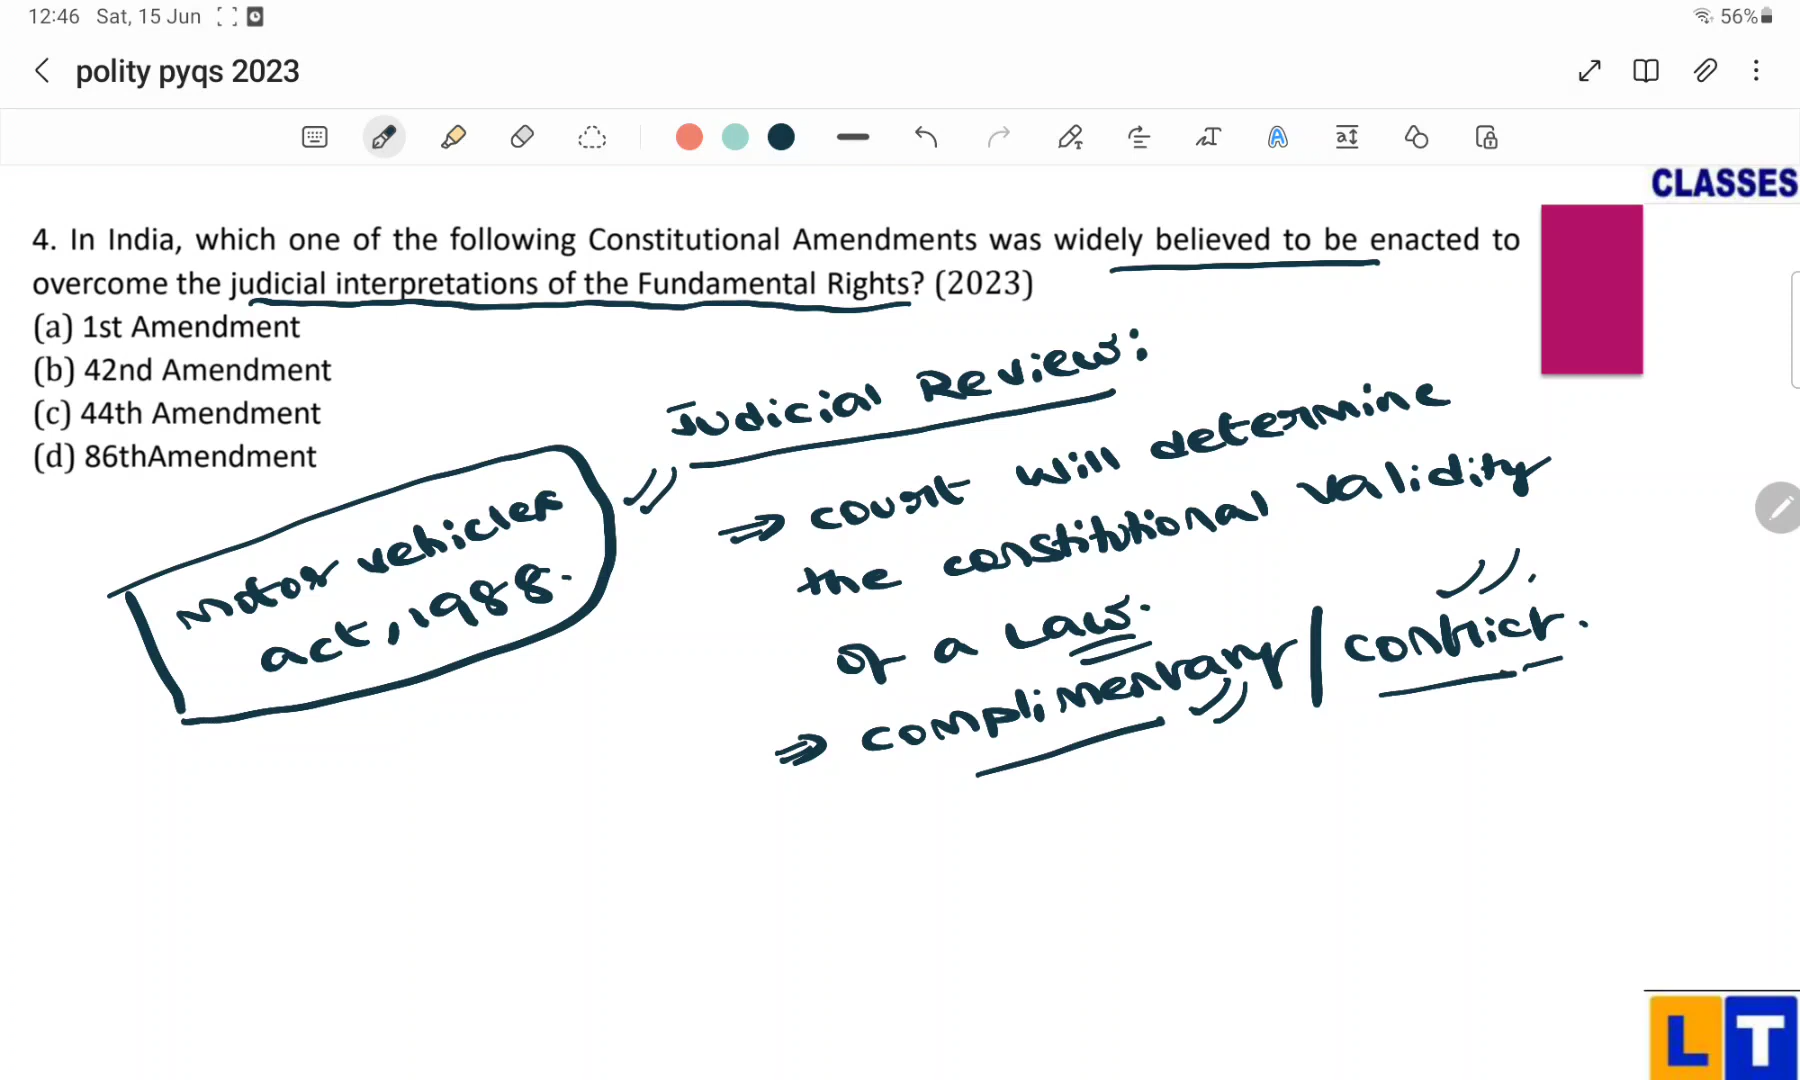 12:46 Sat, 15 Jun
56%
polity pyqs 2023
CLASSES
4. In India, which one of the following Constitutional Amendments was widely believed to be enacted to
overcome the judicial interpretations of the Fundamental Rights? (2023)
(a) 1st Amendment
(b) 42nd Amendment
(c) 44th Amendment
(d) 86thAmendment
Judicial Review:
⇒ court will determine
the constitutional validity
of a Law.
⇒ complimentary / conflict.
Motor vehicles
act, 1988.
LT